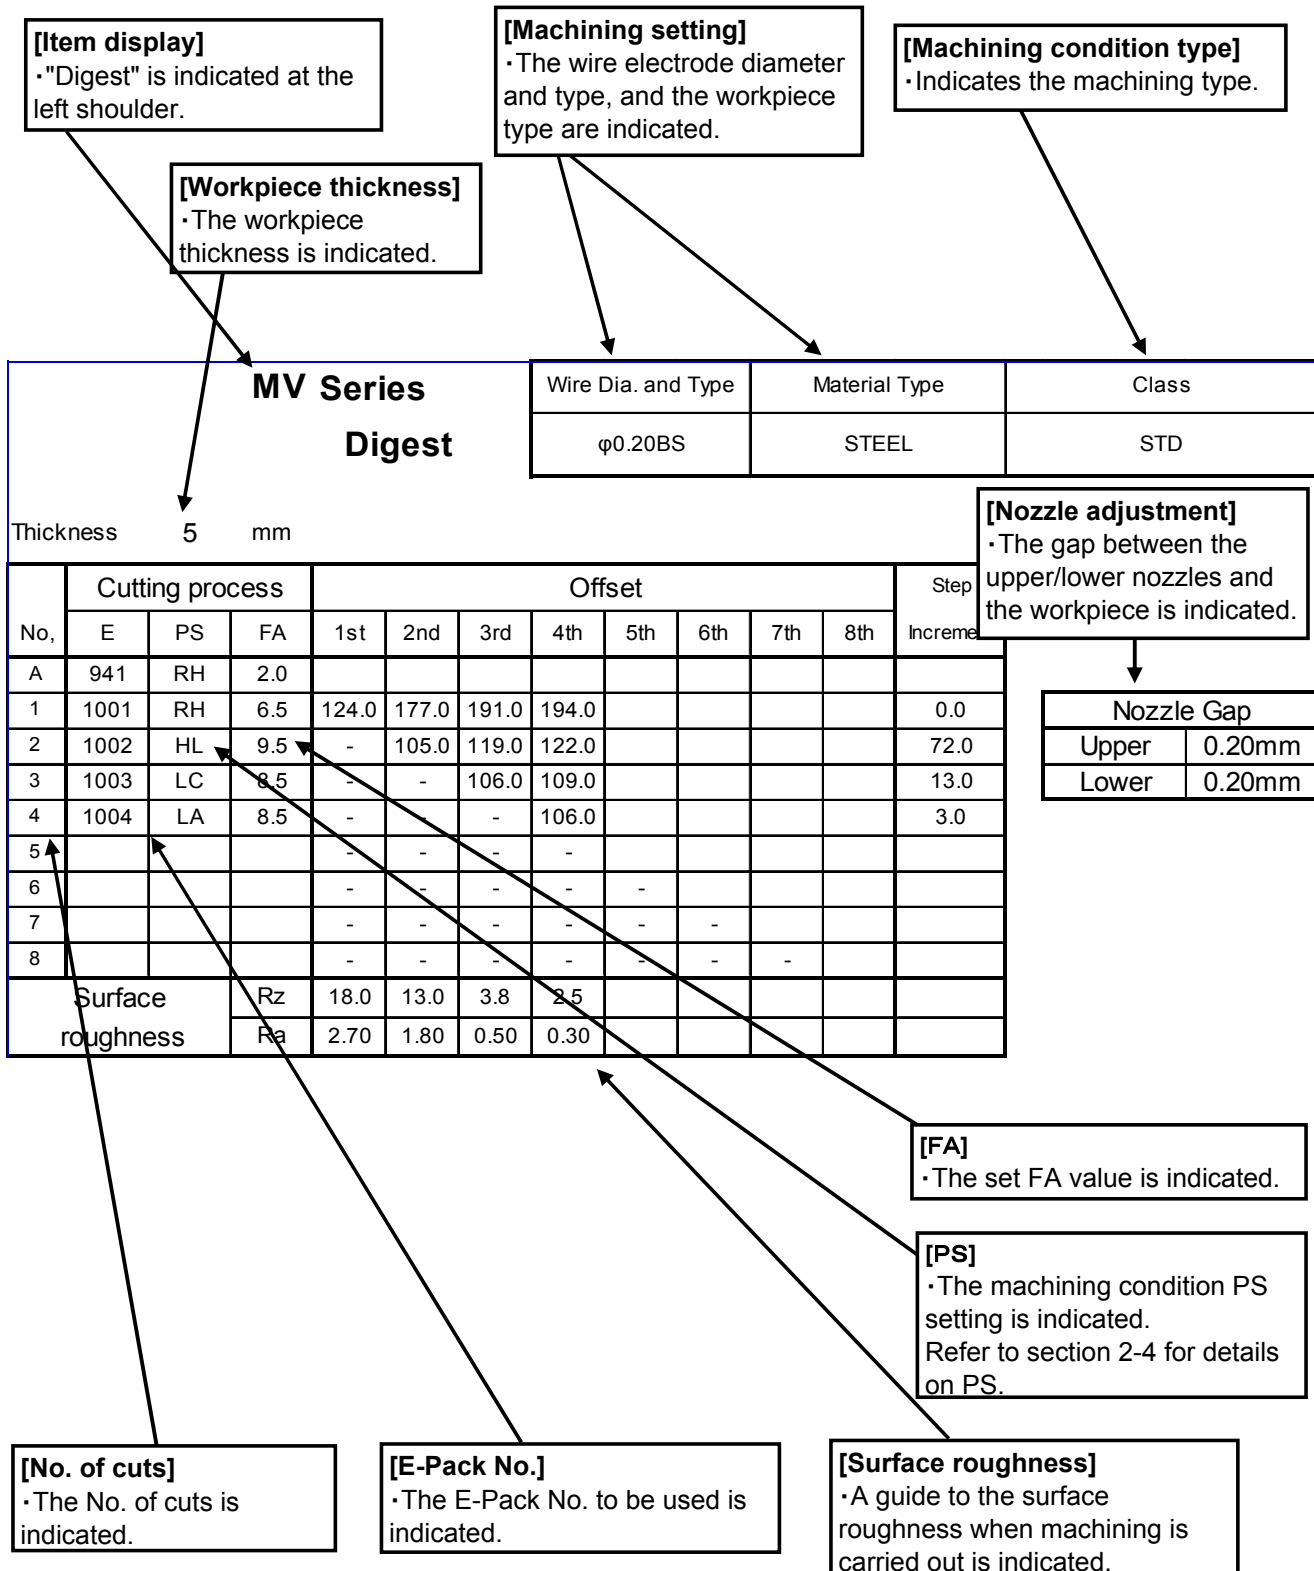 [Item display]
・"Digest" is indicated at the
left shoulder.
[Machining setting]
・The wire electrode diameter
and type, and the workpiece
type are indicated.
[Machining condition type]
・Indicates the machining type.
[Workpiece thickness]
・The workpiece
thickness is indicated.
MV Series
Digest
Wire Dia. and Type Material Type Class
φ0.20BS STEEL STD
Thickness 5 mm
[Nozzle adjustment]
・The gap between the
upper/lower nozzles and
the workpiece is indicated.
Cutting process Offset Step
No, E PS FA 1st 2nd 3rd 4th 5th 6th 7th 8th Increme
A 941 RH 2.0
1 1001 RH 6.5 124.0 177.0 191.0 194.0 0.0
2 1002 HL 9.5 - 105.0 119.0 122.0 72.0
3 1003 LC 8.5 - - 106.0 109.0 13.0
4 1004 LA 8.5 - - - 106.0 3.0
5 - - - -
6 - - - - -
7 - - - - - -
8 - - - - - - -
Surface Rz 18.0 13.0 3.8 2.5
roughness Ra 2.70 1.80 0.50 0.30
Nozzle Gap
Upper 0.20mm
Lower 0.20mm
[FA]
・The set FA value is indicated.
[PS]
・The machining condition PS
setting is indicated.
Refer to section 2-4 for details
on PS.
[No. of cuts]
・The No. of cuts is
indicated.
[E-Pack No.]
・The E-Pack No. to be used is
indicated.
[Surface roughness]
・A guide to the surface
roughness when machining is
carried out is indicated.